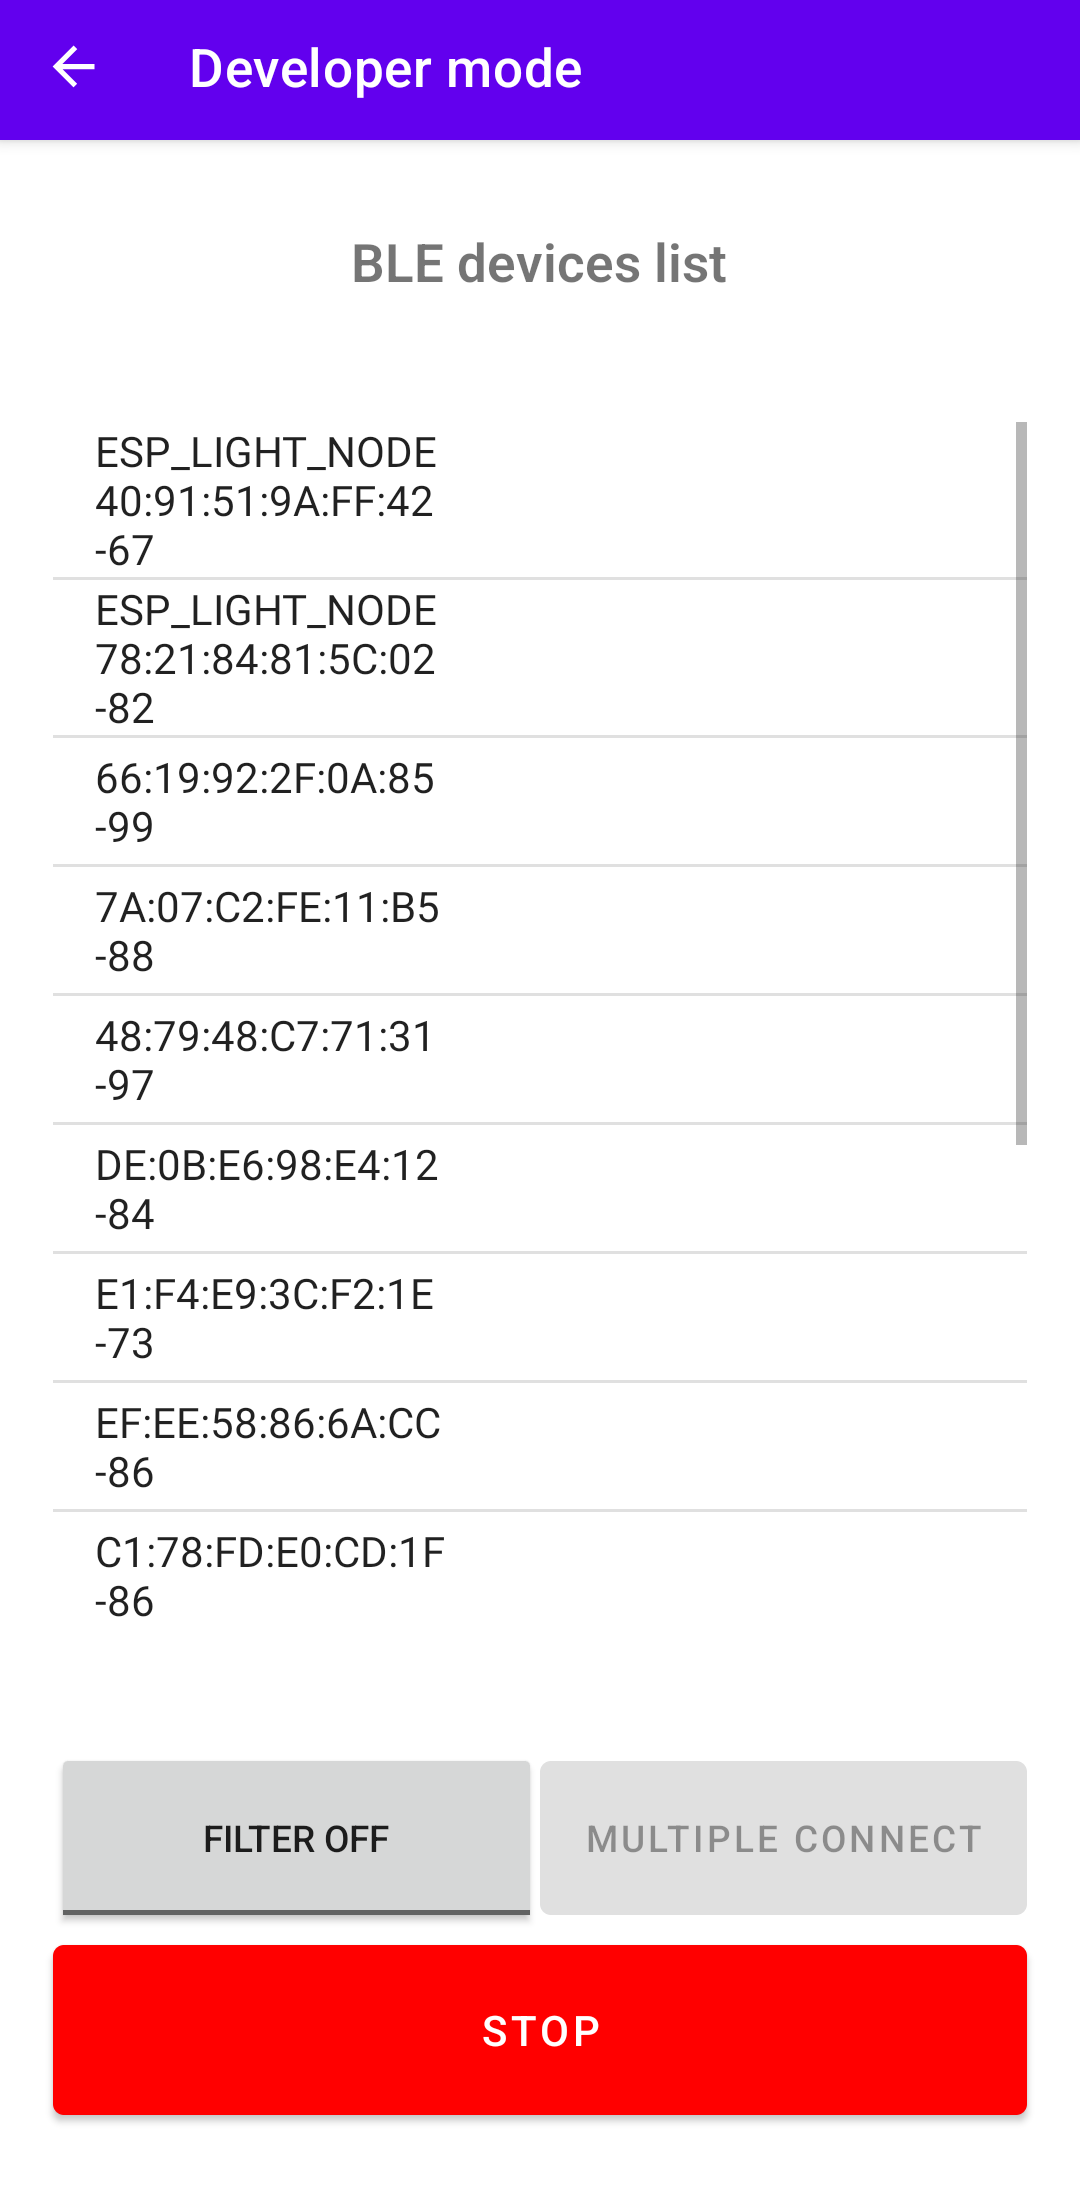 Developer mode
BLE devices list
ESP_LIGHT_NODE
40:91:51:9A:FF:42
-67
ESP_LIGHT_NODE
78:21:84:81:5C:02
-82
66:19:92:2F:0A:85
-99
7A:07:C2:FE:11:B5
-88
48:79:48:C7:71:31
-97
DE:0B:E6:98:E4:12
-84
E1:F4:E9:3C:F2:1E
-73
EF:EE:58:86:6A:CC
-86
C1:78:FD:E0:CD:1F
-86
FILTER OFF
MULTIPLE CONNECT
STOP